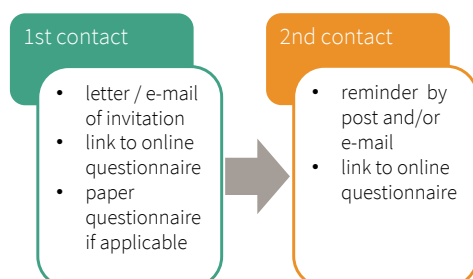 1st contact
• letter / e-mail
of invitation
• link to online
questionnaire
• paper
questionnaire
if applicable
2nd contact
• reminder by
post and/or
e-mail
• link to online
questionnaire